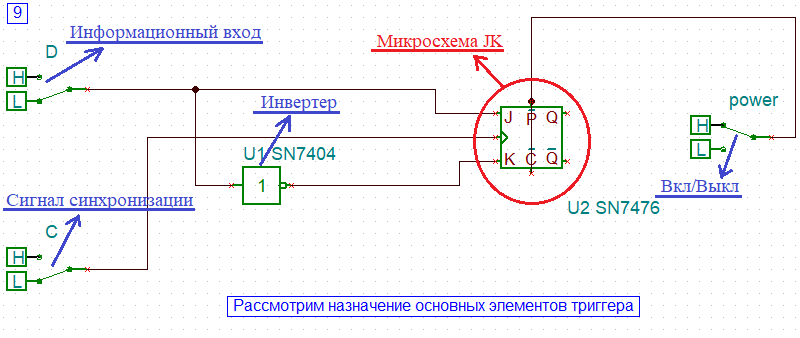 9
Информационный вход
Микросхема JK
D
H
L
Инвертер
J P Q
power
H
L
U1 SN7404
K C Q
1
Вкл/Выкл
Сигнал синхронизации
U2 SN7476
C
H
L
Рассмотрим назначение основных элементов триггера